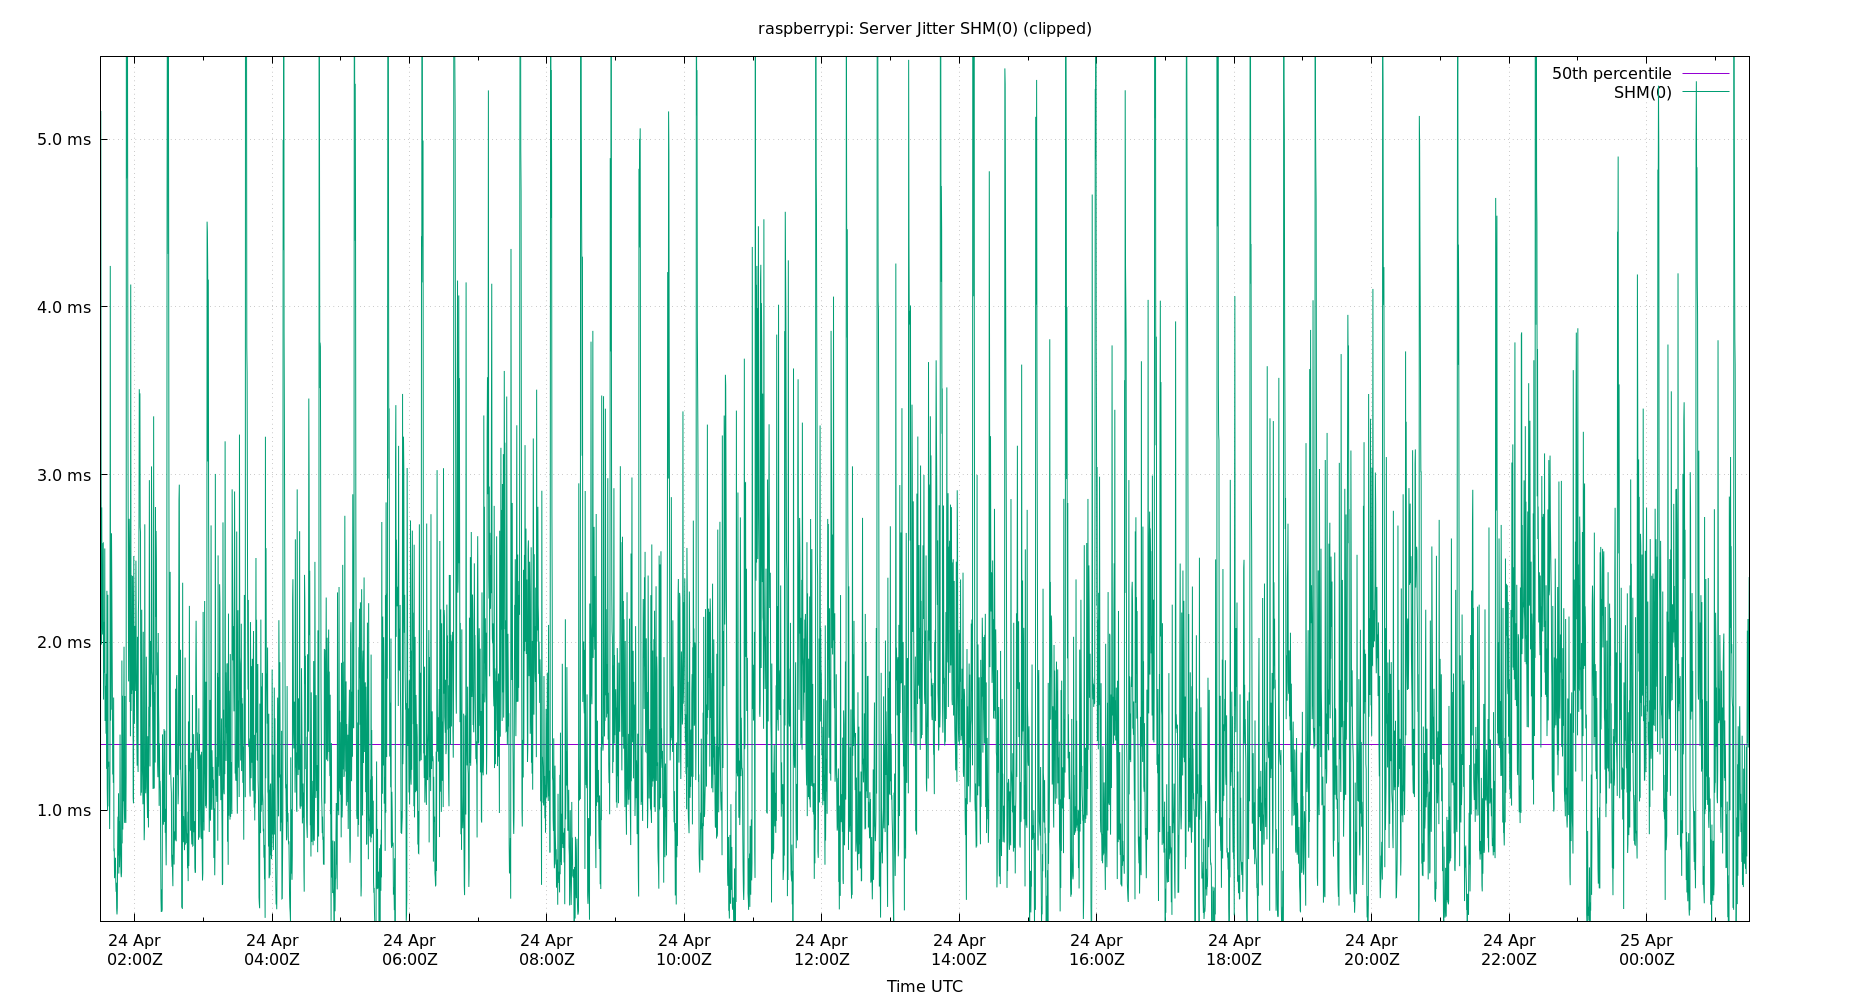 raspberrypi: Server Jitter SHM(0) (clipped)
50th percentile
SHM(0)
5.0 ms
4.0 ms
3.0 ms
2.0 ms
1.0 ms
24 Apr 24 Apr 24 Apr 24 Apr 24 Apr 24 Apr 24 Apr 24 Apr 24 Apr 24 Apr 24 Apr 25 Apr
02:00Z 04:00Z 06:00Z 08:00Z 10:00Z 12:00Z 14:00Z 16:00Z 18:00Z 20:00Z 22:00Z 00:00Z
Time UTC